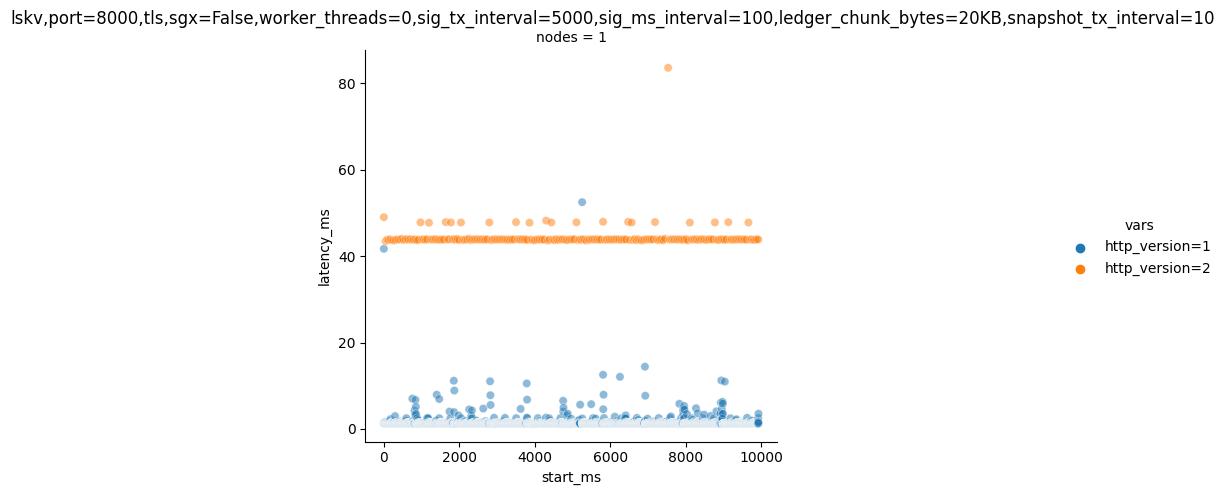 lskv,port=8000,tls,sgx=False,worker_threads=0,sig_tx_interval=5000,sig_ms_interval=100,ledger_chunk_bytes=20KB,snapshot_tx_interval=10
nodes = 1
80
60
40
20
0
latency_ms
0 2000 4000 6000 8000 10000
start_ms
vars
http_version=1
http_version=2